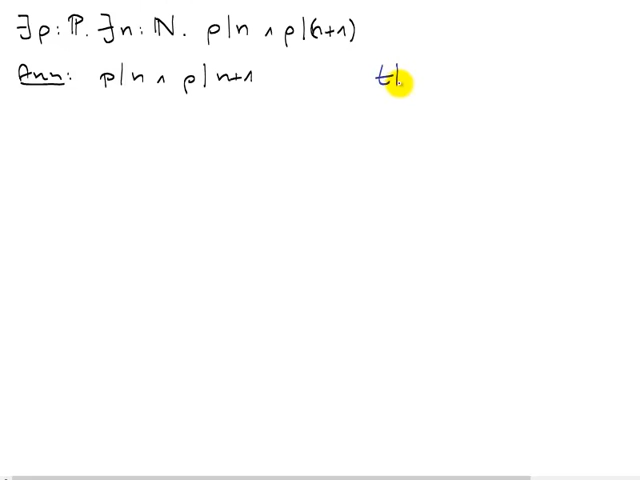 ∃p:ℙ. ∃n:ℕ. p|n ∧ p|(n+1)
Ann: p|n ∧ p|n+1 t|